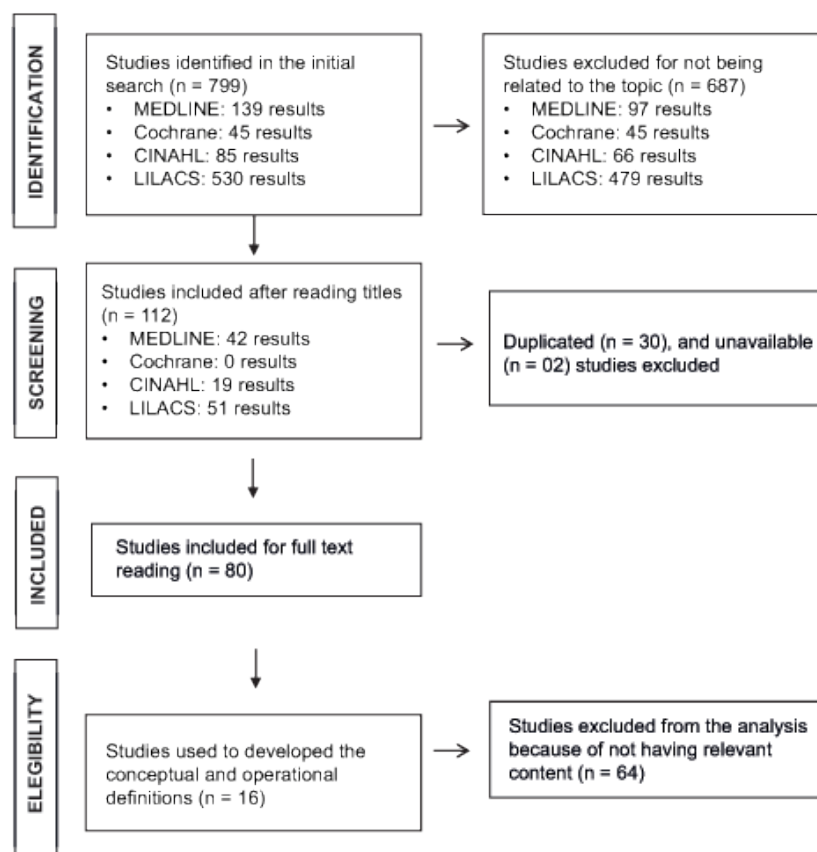 IDENTIFICATION
Studies identified in the initial
search (n = 799)
• MEDLINE: 139 results
• Cochrane: 45 results
• CINAHL: 85 results
• LILACS: 530 results
Studies excluded for not being
related to the topic (n = 687)
• MEDLINE: 97 results
• Cochrane: 45 results
• CINAHL: 66 results
• LILACS: 479 results
SCREENING
Studies included after reading titles
(n = 112)
• MEDLINE: 42 results
• Cochrane: 0 results
• CINAHL: 19 results
• LILACS: 51 results
Duplicated (n = 30), and unavailable
(n = 02) studies excluded
INCLUDED
Studies included for full text
reading (n = 80)
ELEGIBILITY
Studies used to developed the
conceptual and operational
definitions (n = 16)
Studies excluded from the analysis
because of not having relevant
content (n = 64)